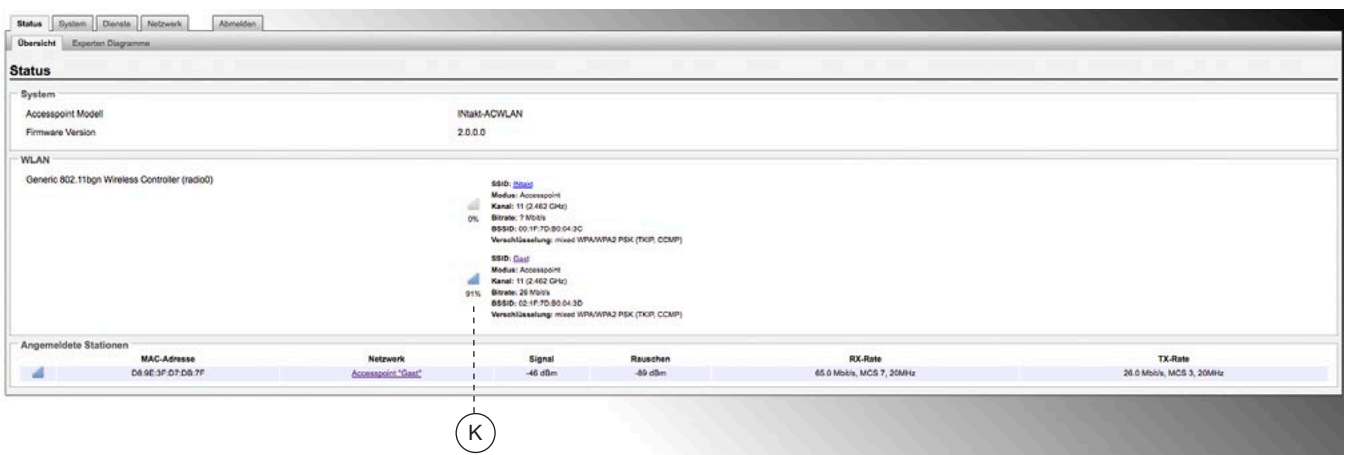 Status System Dienste Netzwerk Abmelden
Übersicht Experten Diagramme
Status
System
Accesspoint Modell INtakt-ACWLAN
Firmware Version 2.0.0.0
WLAN
Generic 802.11bgn Wireless Controller (radio0)
SSID: INtakt
Modus: Accesspoint
Kanal: 11 (2.462 GHz)
0% Bitrate: ? Mbit/s
BSSID: 00:1F:7D:B0:04:3C
Verschlüsselung: mixed WPA/WPA2 PSK (TKIP, CCMP)
SSID: Gast
Modus: Accesspoint
Kanal: 11 (2.462 GHz)
91% Bitrate: 26 Mbit/s
BSSID: 02:1F:7D:B0:04:3D
Verschlüsselung: mixed WPA/WPA2 PSK (TKIP, CCMP)
Angemeldete Stationen
MAC-Adresse Netzwerk Signal Rauschen RX-Rate TX-Rate
D8:9E:3F:D7:DB:7F Accesspoint "Gast" -46 dBm -89 dBm 65.0 Mbit/s, MCS 7, 20MHz 26.0 Mbit/s, MCS 3, 20MHz
K